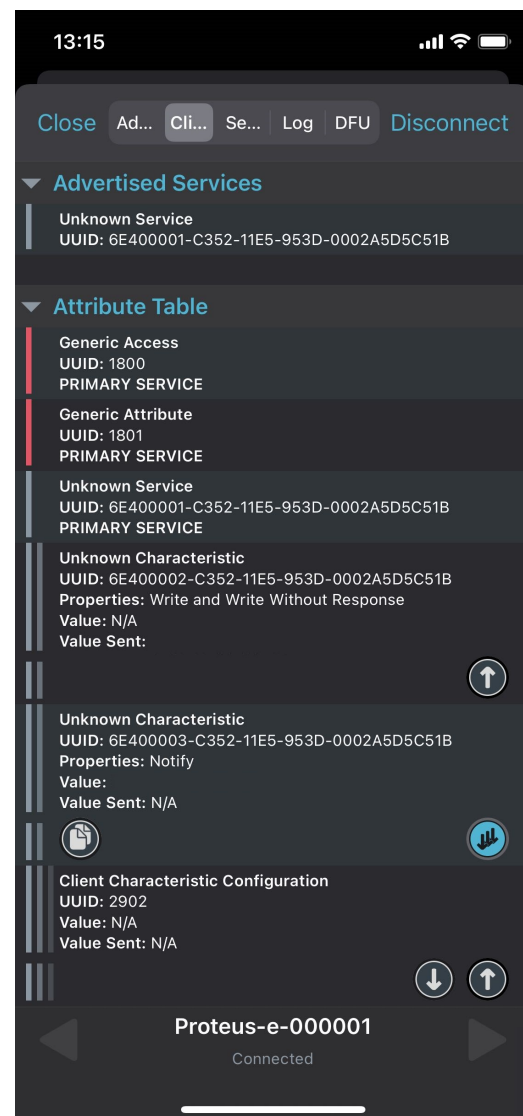 13:15
Close Ad... Cli... Se... Log DFU Disconnect
Advertised Services
Unknown Service
UUID: 6E400001-C352-11E5-953D-0002A5D5C51B
Attribute Table
Generic Access
UUID: 1800
PRIMARY SERVICE
Generic Attribute
UUID: 1801
PRIMARY SERVICE
Unknown Service
UUID: 6E400001-C352-11E5-953D-0002A5D5C51B
PRIMARY SERVICE
Unknown Characteristic
UUID: 6E400002-C352-11E5-953D-0002A5D5C51B
Properties: Write and Write Without Response
Value: N/A
Value Sent:
Unknown Characteristic
UUID: 6E400003-C352-11E5-953D-0002A5D5C51B
Properties: Notify
Value:
Value Sent: N/A
Client Characteristic Configuration
UUID: 2902
Value: N/A
Value Sent: N/A
Proteus-e-000001
Connected